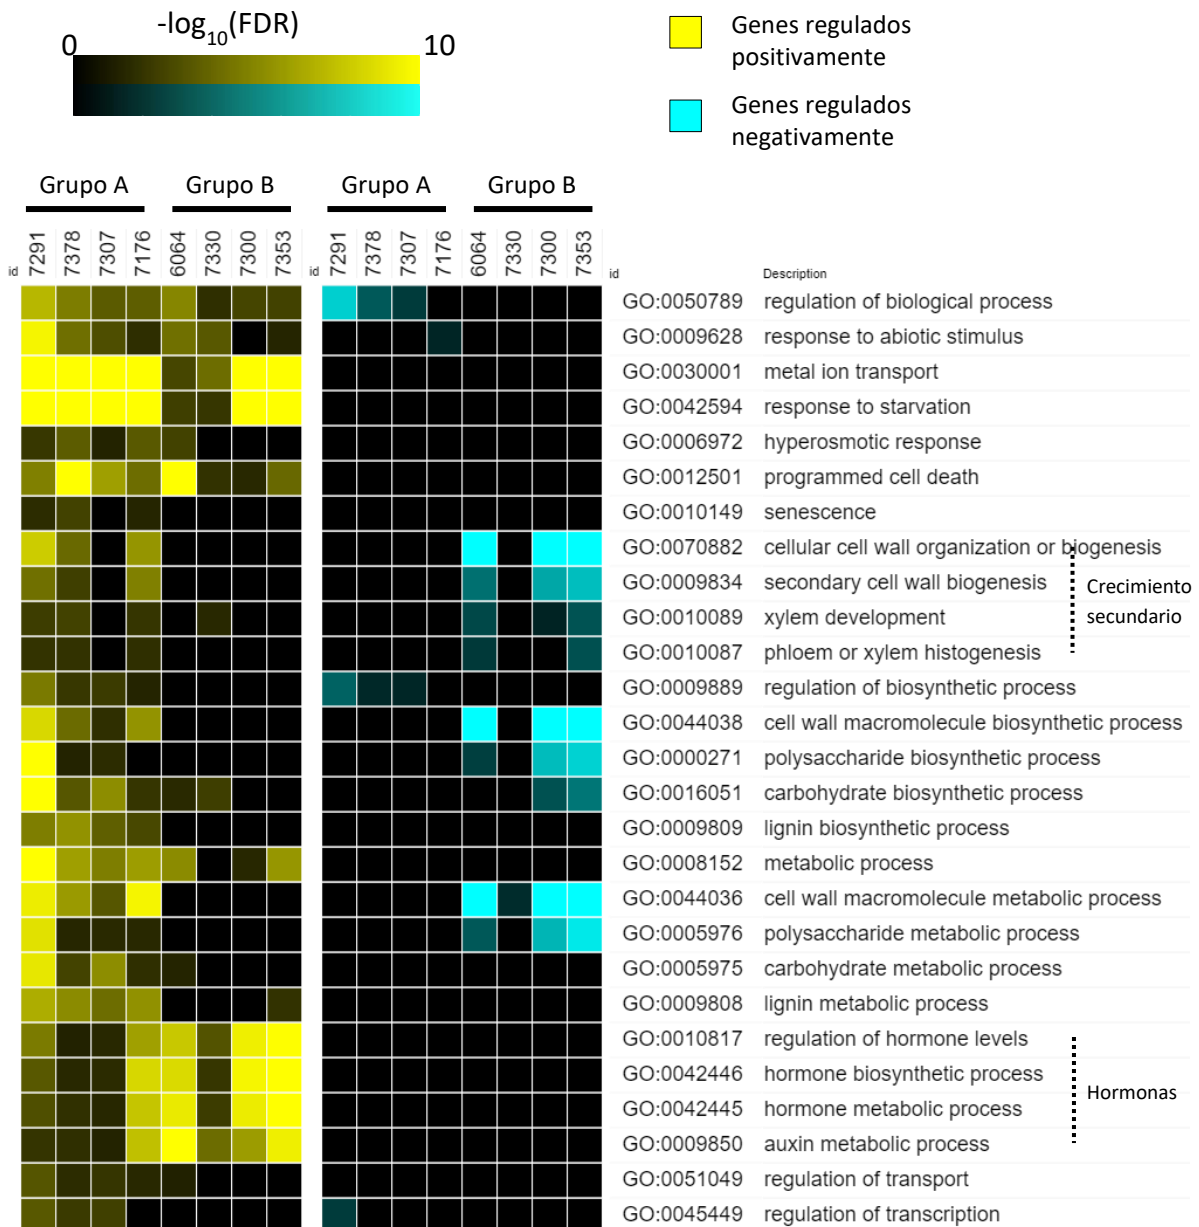 -log10(FDR)
0 10
Genes regulados
positivamente
Genes regulados
negativamente
Grupo A Grupo B Grupo A Grupo B
id 7291 7378 7307 7176 6064 7330 7300 7353 id 7291 7378 7307 7176 6064 7330 7300 7353 id Description
GO:0050789 regulation of biological process
GO:0009628 response to abiotic stimulus
GO:0030001 metal ion transport
GO:0042594 response to starvation
GO:0006972 hyperosmotic response
GO:0012501 programmed cell death
GO:0010149 senescence
GO:0070882 cellular cell wall organization or biogenesis
GO:0009834 secondary cell wall biogenesis
GO:0010089 xylem development
GO:0010087 phloem or xylem histogenesis
Crecimiento
secundario
GO:0009889 regulation of biosynthetic process
GO:0044038 cell wall macromolecule biosynthetic process
GO:0000271 polysaccharide biosynthetic process
GO:0016051 carbohydrate biosynthetic process
GO:0009809 lignin biosynthetic process
GO:0008152 metabolic process
GO:0044036 cell wall macromolecule metabolic process
GO:0005976 polysaccharide metabolic process
GO:0005975 carbohydrate metabolic process
GO:0009808 lignin metabolic process
GO:0010817 regulation of hormone levels
GO:0042446 hormone biosynthetic process
GO:0042445 hormone metabolic process
GO:0009850 auxin metabolic process
Hormonas
GO:0051049 regulation of transport
GO:0045449 regulation of transcription